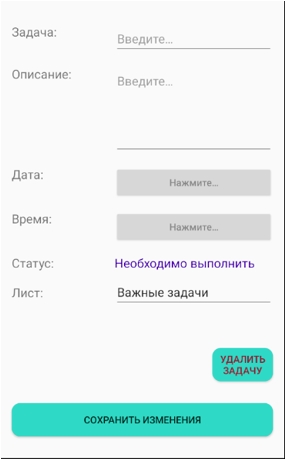 Задача: Введите...
Описание: Введите...
Дата: Нажмите...
Время: Нажмите...
Статус: Необходимо выполнить
Лист: Важные задачи
УДАЛИТЬ
ЗАДАЧУ
СОХРАНИТЬ ИЗМЕНЕНИЯ